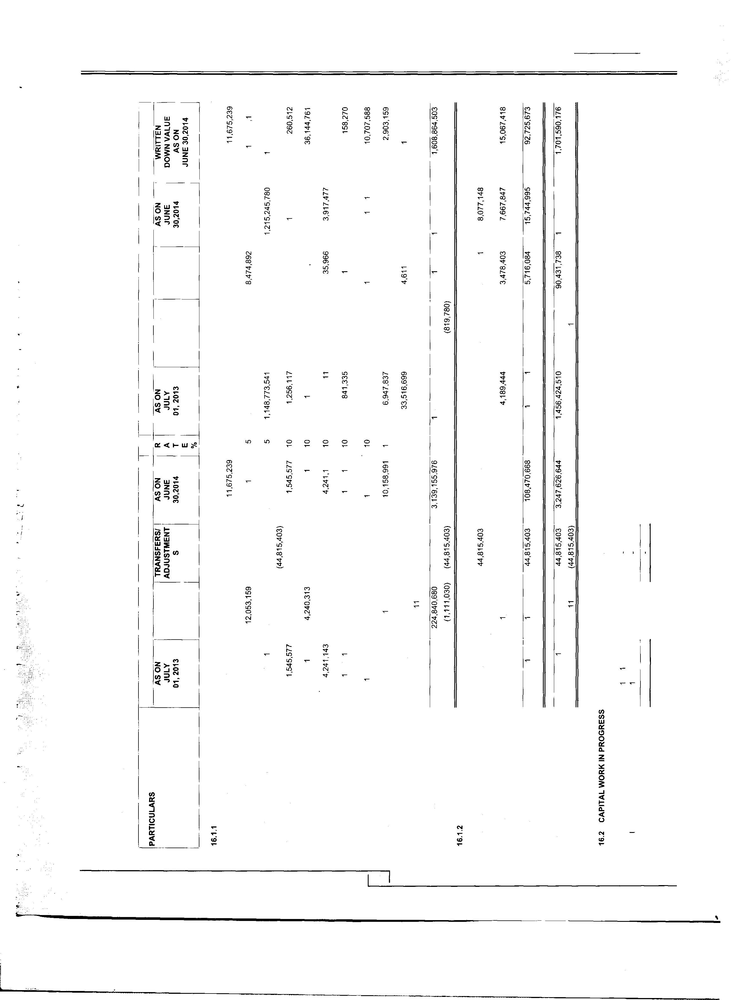 PARTICULARS AS ON JULY 01, 2013 TRANSFERS/ ADJUSTMENT S AS ON JUNE 30,2014 R A T E % AS ON JULY 01, 2013 AS ON JUNE 30,2014 WRITTEN DOWN VALUE AS ON JUNE 30,2014
16.1.1
11,675,239 11,675,239
12,053,159 1 5 8,474,892 1 ,1
1 5 1,148,773,541 1,215,245,780 1
(44,815,403)
1,545,577 1,545,577 10 1,256,117 1 260,512
1 4,240,313 1 10 1 36,144,761
4,241,143 4,241,1 10 11 35,966 3,917,477
1 1 1 1 10 841,335 1 158,270
1 1 10 1 1 1 10,707,588
1 10,158,991 1 6,947,837 2,903,159
33,516,699 4,611 1
11
224,840,680 3,139,155,976 1 1 1 1,608,864,503
(1,111,030) (44,815,403) (819,780)
16.1.2
44,815,403 1 8,077,148
1 4,189,444 3,478,403 7,667,847 15,067,418
1 1 44,815,403 108,470,668 1 1 5,716,084 15,744,995 92,725,673
1 44,815,403 3,247,626,644 1,456,424,510 90,431,738 1 1,701,590,176
11 (44,815,403) 1
16.2 CAPITAL WORK IN PROGRESS
1 1 -
1 -
-